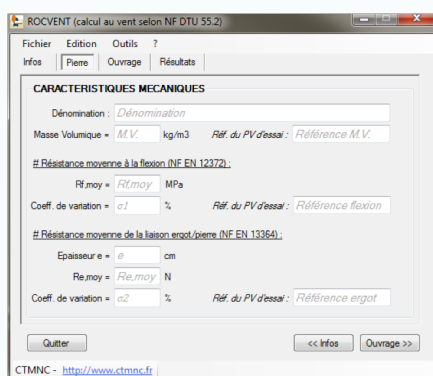 ROCVENT (calcul au vent selon NF DTU 55.2)
Fichier Edition Outils ?
Infos Pierre Ouvrage Résultats
CARACTERISTIQUES MECANIQUES
Dénomination : Dénomination
Masse Volumique = M.V. kg/m3 Réf. du PV d'essai : Référence M.V.
# Résistance moyenne à la flexion (NF EN 12372) :
Rf,moy = Rf,moy MPa
Coeff. de variation = σ1 % Réf. du PV d'essai : Référence flexion
# Résistance moyenne de la liaison ergot/pierre (NF EN 13364) :
Epaisseur e = e cm
Re,moy = Re,moy N
Coeff. de variation = σ2 % Réf. du PV d'essai : Référence ergot
Quitter << Infos Ouvrage >>
CTMNC - http://www.ctmnc.fr